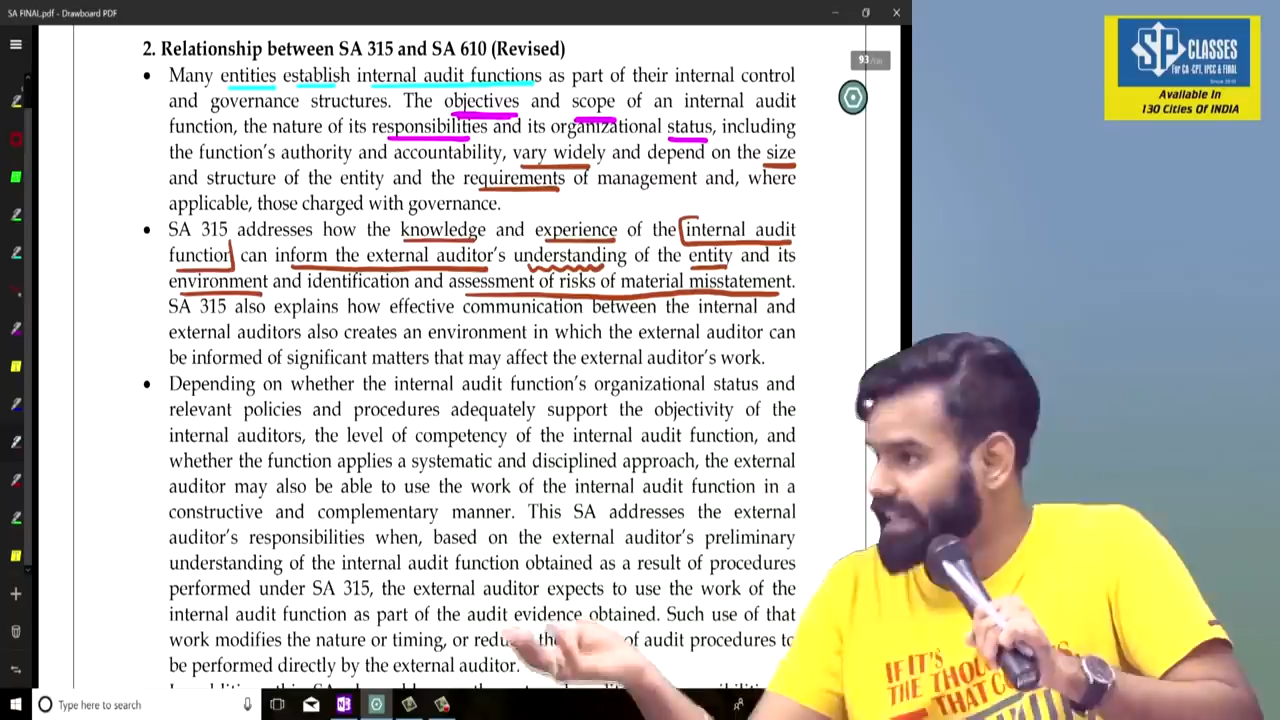 SA FINAL.pdf - Drawboard PDF
2. Relationship between SA 315 and SA 610 (Revised)
93
• Many entities establish internal audit functions as part of their internal control
and governance structures. The objectives and scope of an internal audit
function, the nature of its responsibilities and its organizational status, including
the function's authority and accountability, vary widely and depend on the size
and structure of the entity and the requirements of management and, where
applicable, those charged with governance.
• SA 315 addresses how the knowledge and experience of the internal audit
function can inform the external auditor's understanding of the entity and its
environment and identification and assessment of risks of material misstatement.
SA 315 also explains how effective communication between the internal and
external auditors also creates an environment in which the external auditor can
be informed of significant matters that may affect the external auditor's work.
• Depending on whether the internal audit function's organizational status and
relevant policies and procedures adequately support the objectivity of the
internal auditors, the level of competency of the internal audit function, and
whether the function applies a systematic and disciplined approach, the external
auditor may also be able to use the work of the internal audit function in a
constructive and complementary manner. This SA addresses the external
auditor's responsibilities when, based on the external auditor's preliminary
understanding of the internal audit function obtained as a result of procedures
performed under SA 315, the external auditor expects to use the work of the
internal audit function as part of the audit evidence obtained. Such use of that
work modifies the nature or timing, or of audit procedures to
be performed directly by the external auditor.
Type here to search
SP CLASSES
For CA-CPT, IPCC & FINAL
Since 2010
Available In
130 Cities Of INDIA
IF IT'S
THE THOU
THAT CO